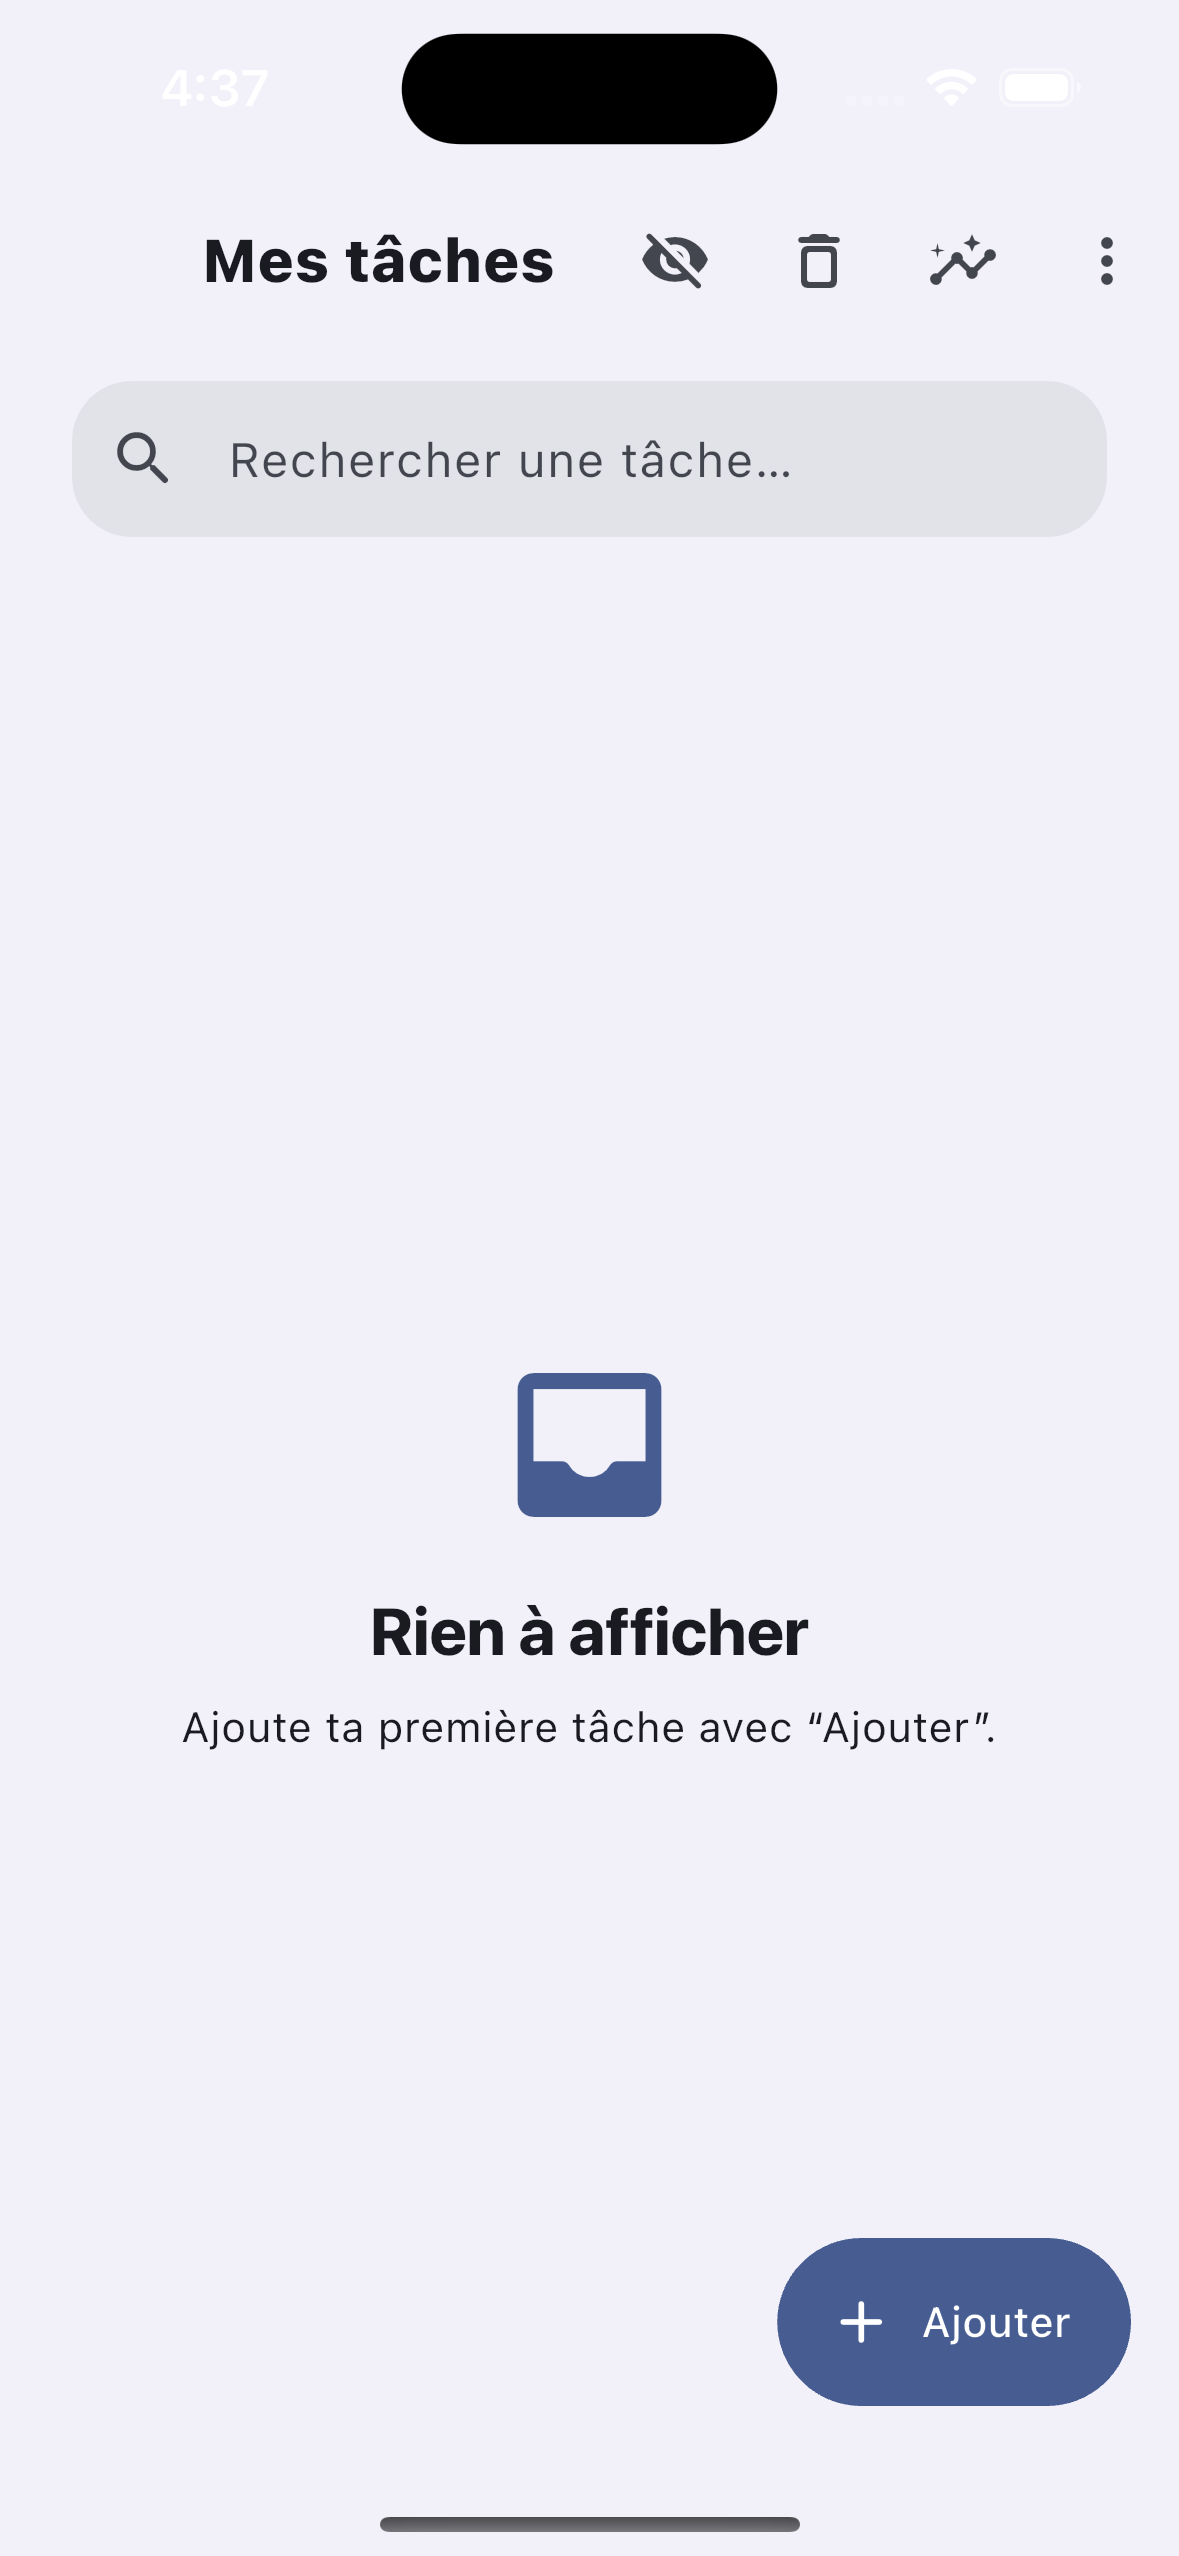 4:37
Mes tâches
Rechercher une tâche...
Rien à afficher
Ajoute ta première tâche avec “Ajouter”.
Ajouter